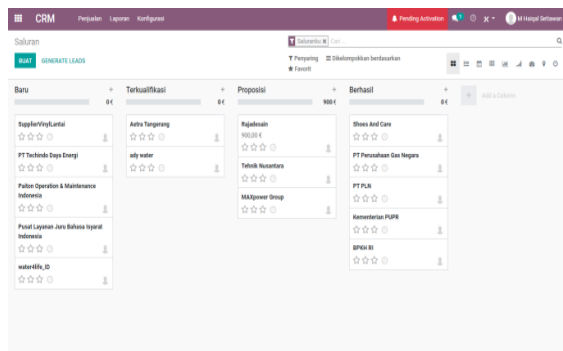 CRM Penjualan Laporan Konfigurasi Pending Activation 1 M Haiqal Setiawan
Saluran
Saluranku x Cari ...
BUAT GENERATE LEADS
Penyaring Dikelompokkan berdasarkan
Favorit
Baru +
0 €
SupplierVinylLantai
PT Techindo Daya Energi
Paiton Operation & Maintenance
Indonesia
Pusat Layanan Juru Bahasa Isyarat
Indonesia
water4life_ID
Terkualifikasi +
0 €
Aetra Tangerang
ady water
Proposisi +
900 €
Rajadesain
900,00 €
Tehnik Nusantara
MAXpower Group
Berhasil +
0 €
Shoes And Care
PT Perusahaan Gas Negara
PT PLN
Kementerian PUPR
BPKH RI
+ Add a Column